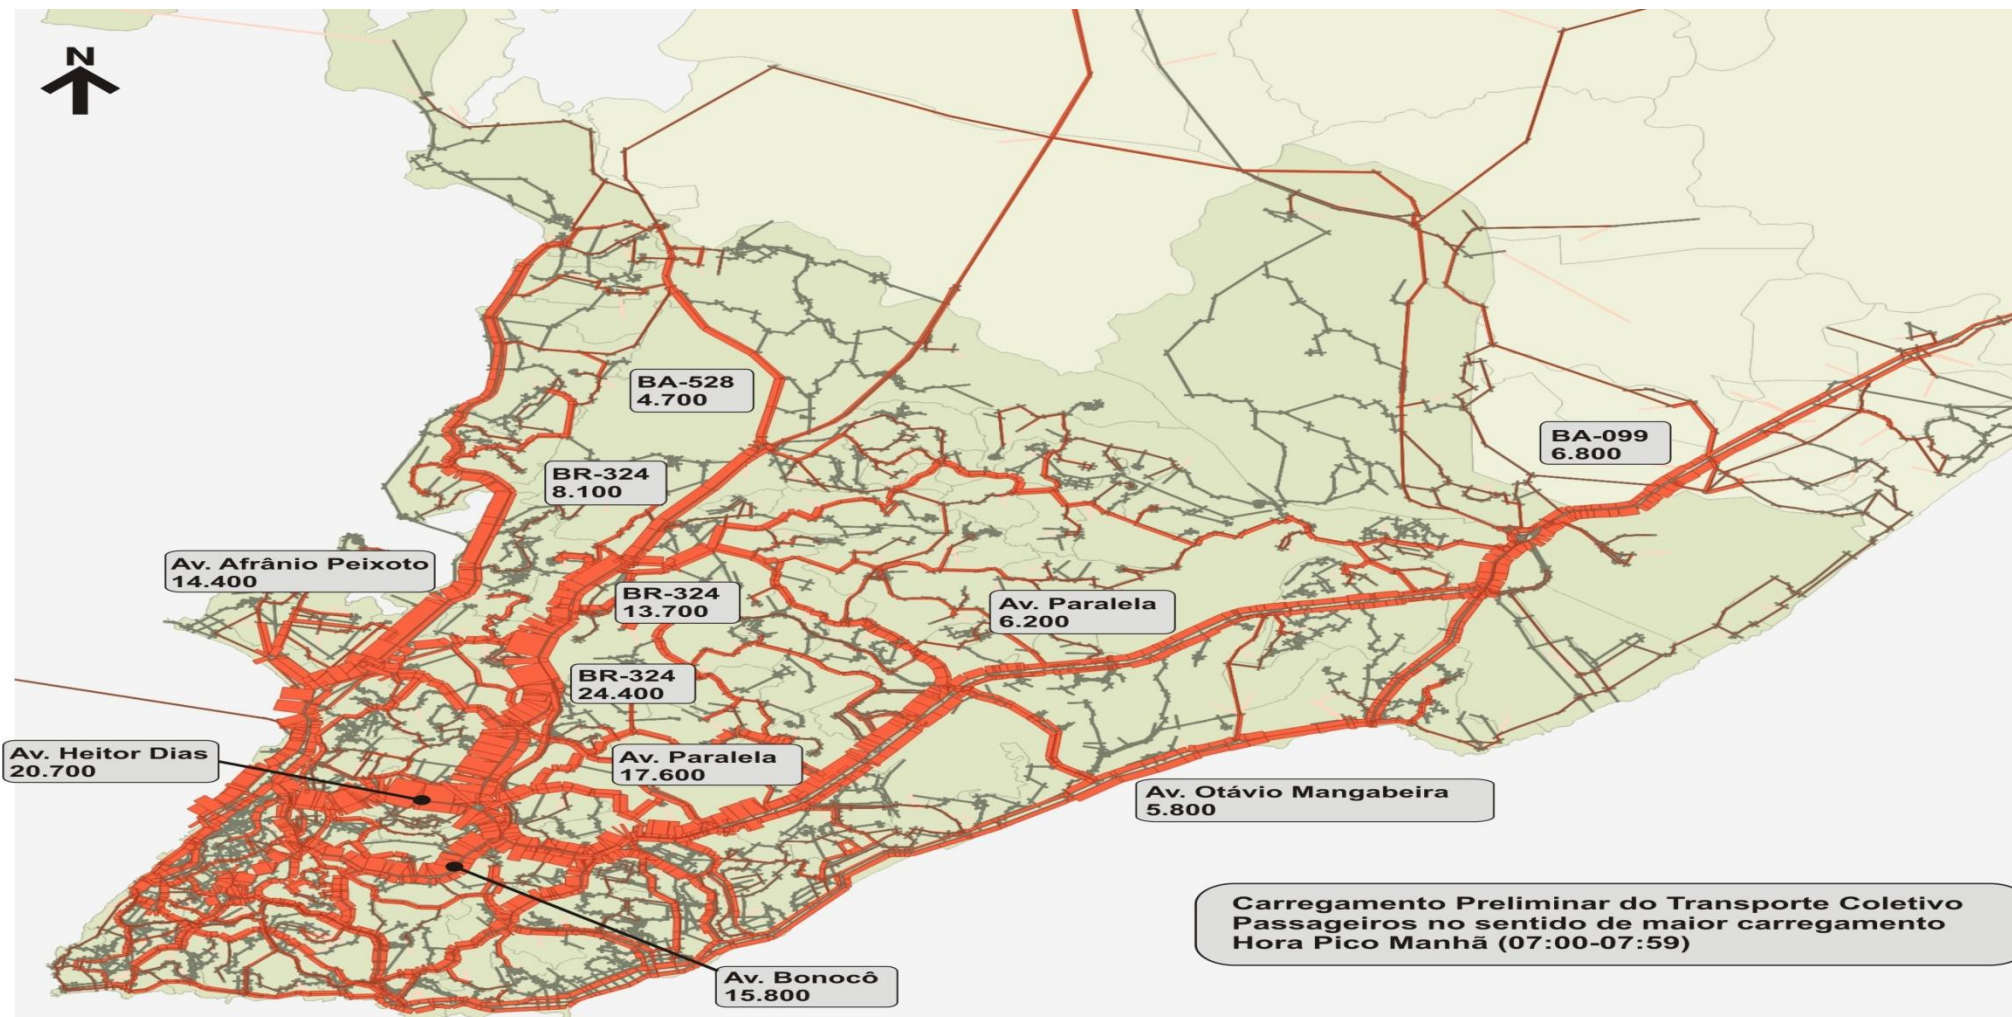 N
BA-528
4.700
BA-099
6.800
BR-324
8.100
Av. Afrânio Peixoto
14.400
BR-324
13.700
Av. Paralela
6.200
BR-324
24.400
Av. Heitor Dias
20.700
Av. Paralela
17.600
Av. Otávio Mangabeira
5.800
Carregamento Preliminar do Transporte Coletivo
Passageiros no sentido de maior carregamento
Hora Pico Manhã (07:00-07:59)
Av. Bonocô
15.800